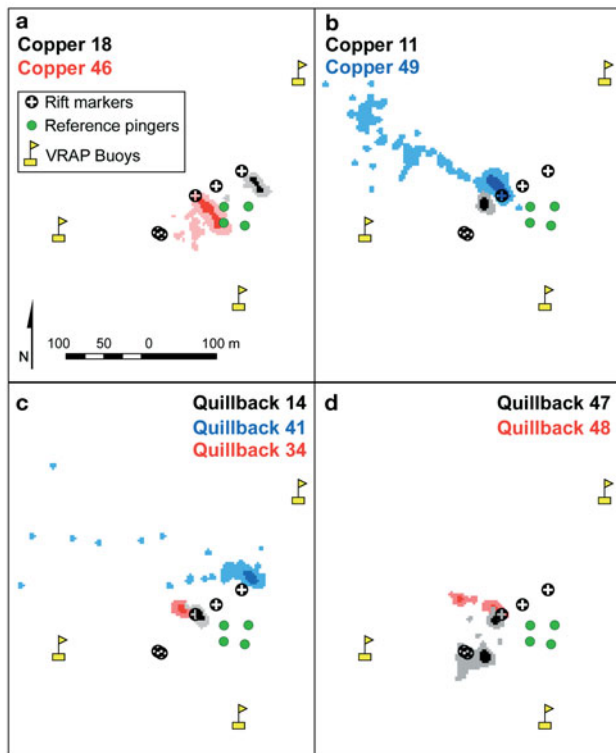 a
Copper 18
Copper 46
Rift markers
Reference pingers
VRAP Buoys
N
100 50 0 100 m
b
Copper 11
Copper 49
c
Quillback 14
Quillback 41
Quillback 34
d
Quillback 47
Quillback 48